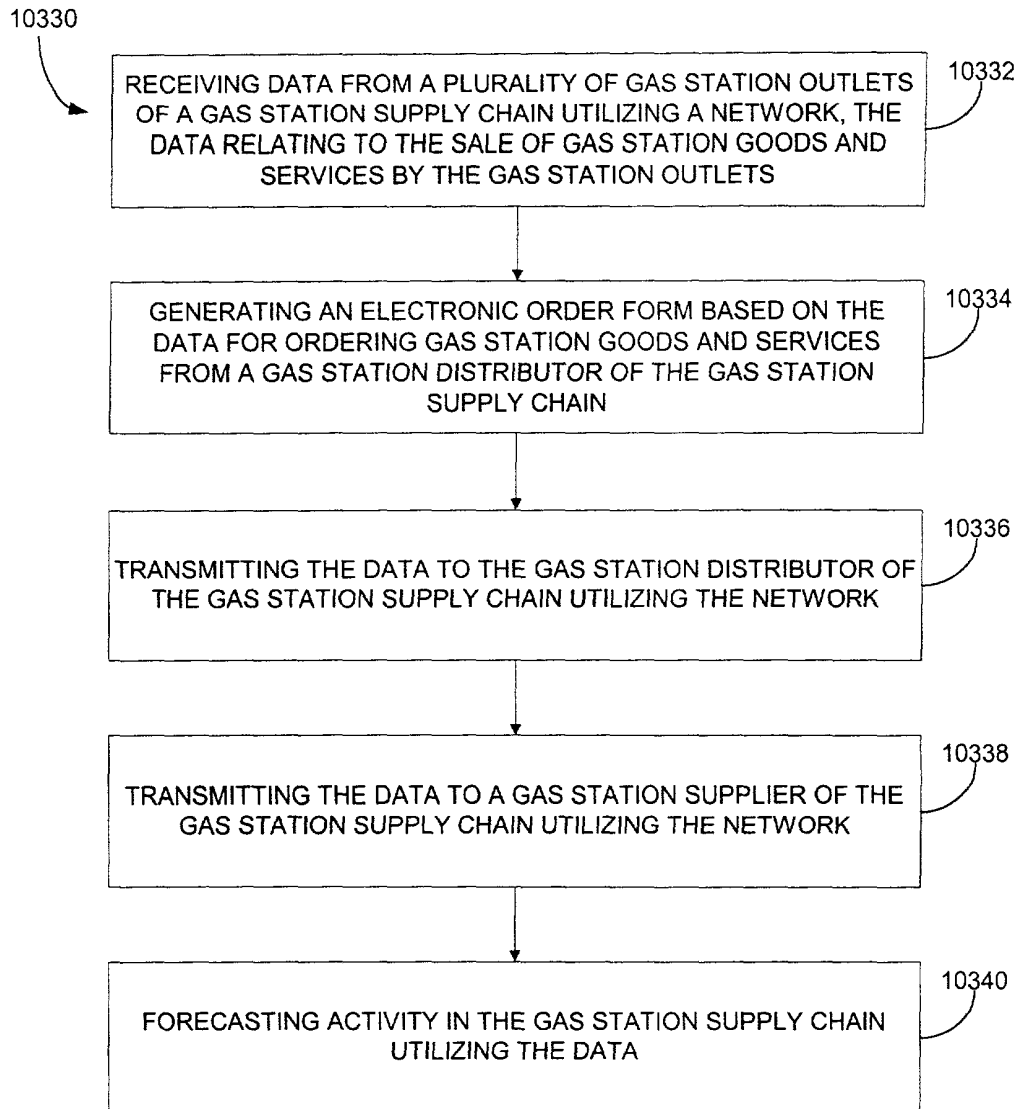 10330
RECEIVING DATA FROM A PLURALITY OF GAS STATION OUTLETS
OF A GAS STATION SUPPLY CHAIN UTILIZING A NETWORK, THE
DATA RELATING TO THE SALE OF GAS STATION GOODS AND
SERVICES BY THE GAS STATION OUTLETS
10332
GENERATING AN ELECTRONIC ORDER FORM BASED ON THE
DATA FOR ORDERING GAS STATION GOODS AND SERVICES
FROM A GAS STATION DISTRIBUTOR OF THE GAS STATION
SUPPLY CHAIN
10334
TRANSMITTING THE DATA TO THE GAS STATION DISTRIBUTOR OF
THE GAS STATION SUPPLY CHAIN UTILIZING THE NETWORK
10336
TRANSMITTING THE DATA TO A GAS STATION SUPPLIER OF THE
GAS STATION SUPPLY CHAIN UTILIZING THE NETWORK
10338
FORECASTING ACTIVITY IN THE GAS STATION SUPPLY CHAIN
UTILIZING THE DATA
10340